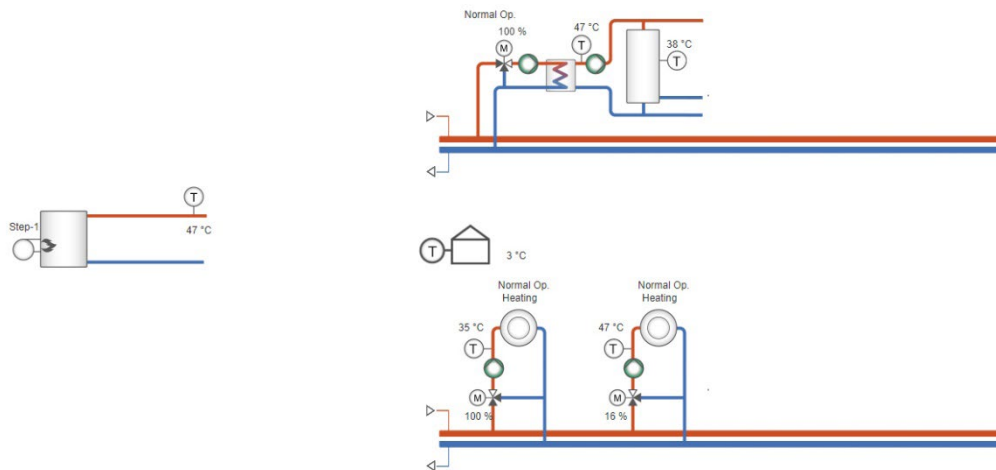 Normal Op.
100 %
47 °C
M
T
38 °C
T
T
Step-1
47 °C
T
3 °C
Normal Op.
Heating
Normal Op.
Heating
35 °C
47 °C
T
T
M
M
100 %
16 %